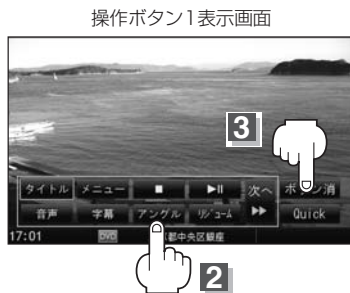 操作ボタン1表示画面
3
タイトル メニュー ■ ▶II 次へ ボタン消
音声 字幕 アングル リジューム ▶▶ Quick
17:01 DVD 都中央区銀座
2